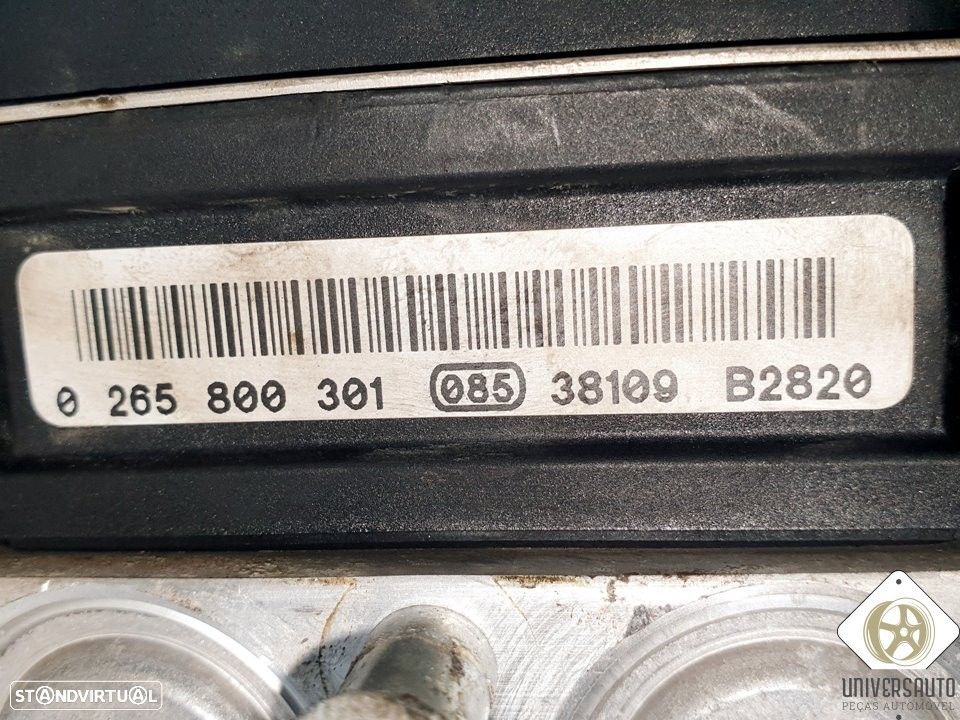 0 265 800 301 085 38109 B2820
STANDVIRTUAL
UNIVERSAUTO
PEÇAS AUTOMÓVEL